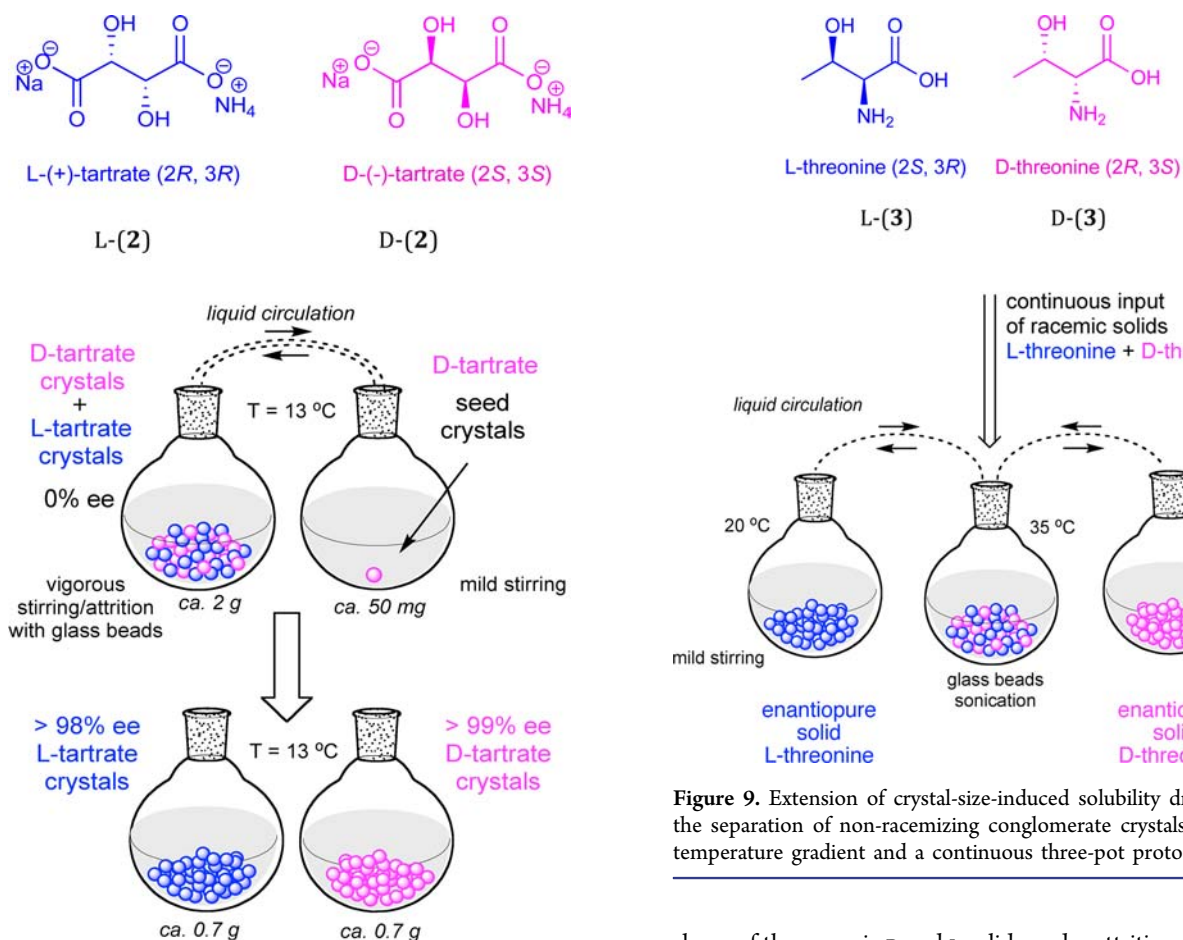 OH
O
O⊖
⊕
Na
O
OH
O⊖
⊕
NH4
L-(+)-tartrate (2R, 3R)
L-(2)
OH
O
⊖
O
⊕
Na
O
OH
O⊖
⊕
NH4
D-(-)-tartrate (2S, 3S)
D-(2)
liquid circulation
D-tartrate
crystals
+
L-tartrate
crystals
0% ee
T = 13 °C
D-tartrate
seed
crystals
vigorous
stirring/attrition
with glass beads
ca. 2 g
ca. 50 mg
mild stirring
> 98% ee
L-tartrate
crystals
T = 13 °C
> 99% ee
D-tartrate
crystals
ca. 0.7 g
ca. 0.7 g
OH
O
OH
NH2
L-threonine (2S, 3R)
L-(3)
OH
O
OH
NH2
D-threonine (2R, 3S)
D-(3)
continuous input
of racemic solids
L-threonine + D-th
liquid circulation
20 °C
35 °C
mild stirring
glass beads
sonication
enantiopure
solid
L-threonine
enantio
soli
D-threo
Figure 9. Extension of crystal-size-induced solubility dr
the separation of non-racemizing conglomerate crystals
temperature gradient and a continuous three-pot proto